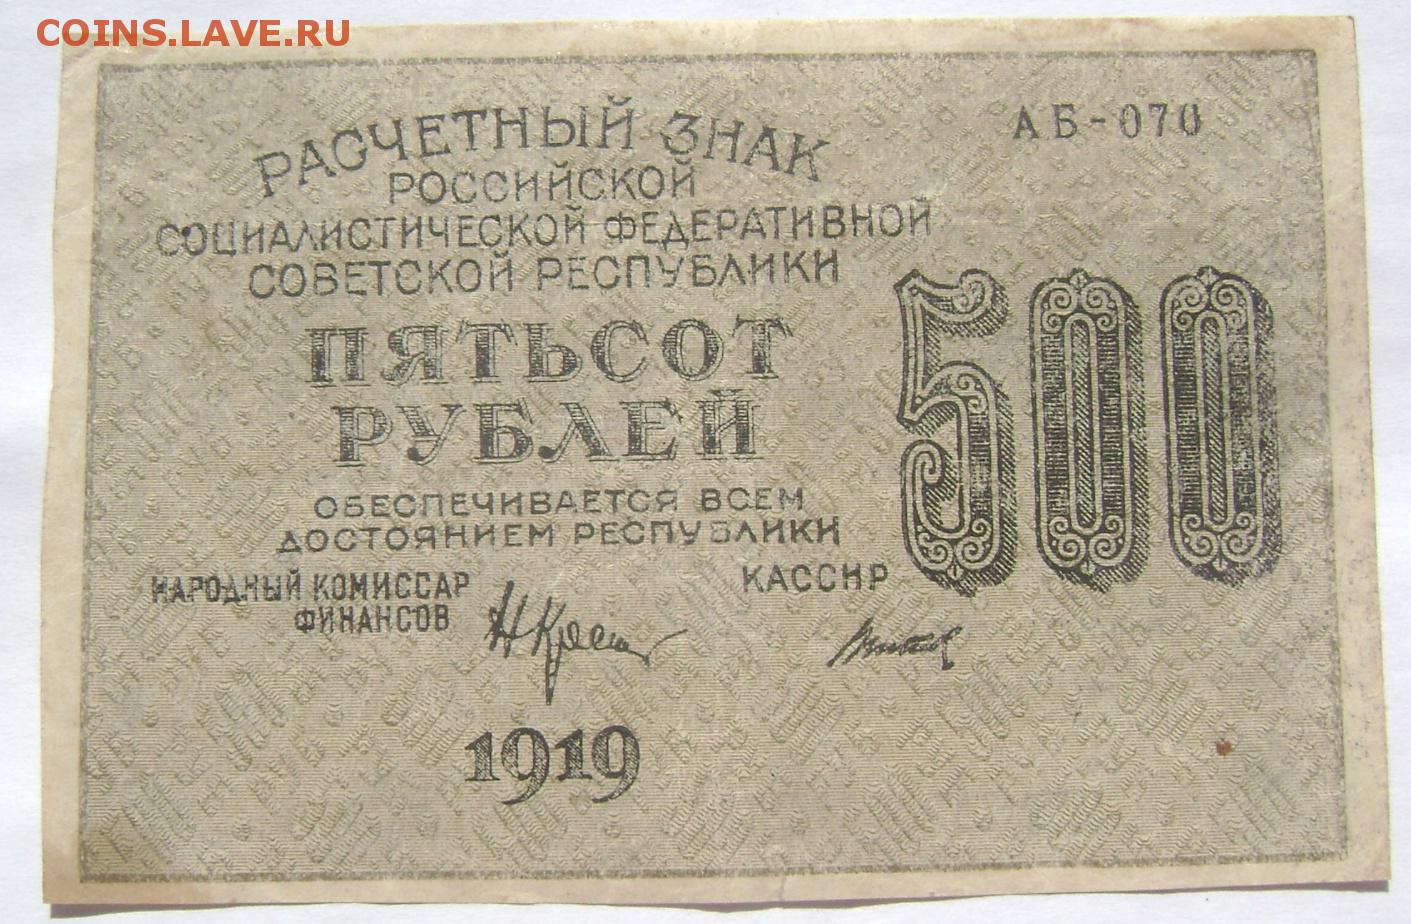 COINS.LAVE.RU
РАСЧЕТНЫЙ ЗНАК
АБ-070
РОССИЙСКОЙ
СОЦИАЛИСТИЧЕСКОЙ ФЕДЕРАТИВНОЙ
СОВЕТСКОЙ РЕСПУБЛИКИ
500
ПЯТЬСОТ
РУБЛЕЙ
ОБЕСПЕЧИВАЕТСЯ ВСЕМ
ДОСТОЯНИЕМ РЕСПУБЛИКИ
НАРОДНЫЙ КОМИССАР
ФИНАНСОВ
КАССИР
1919